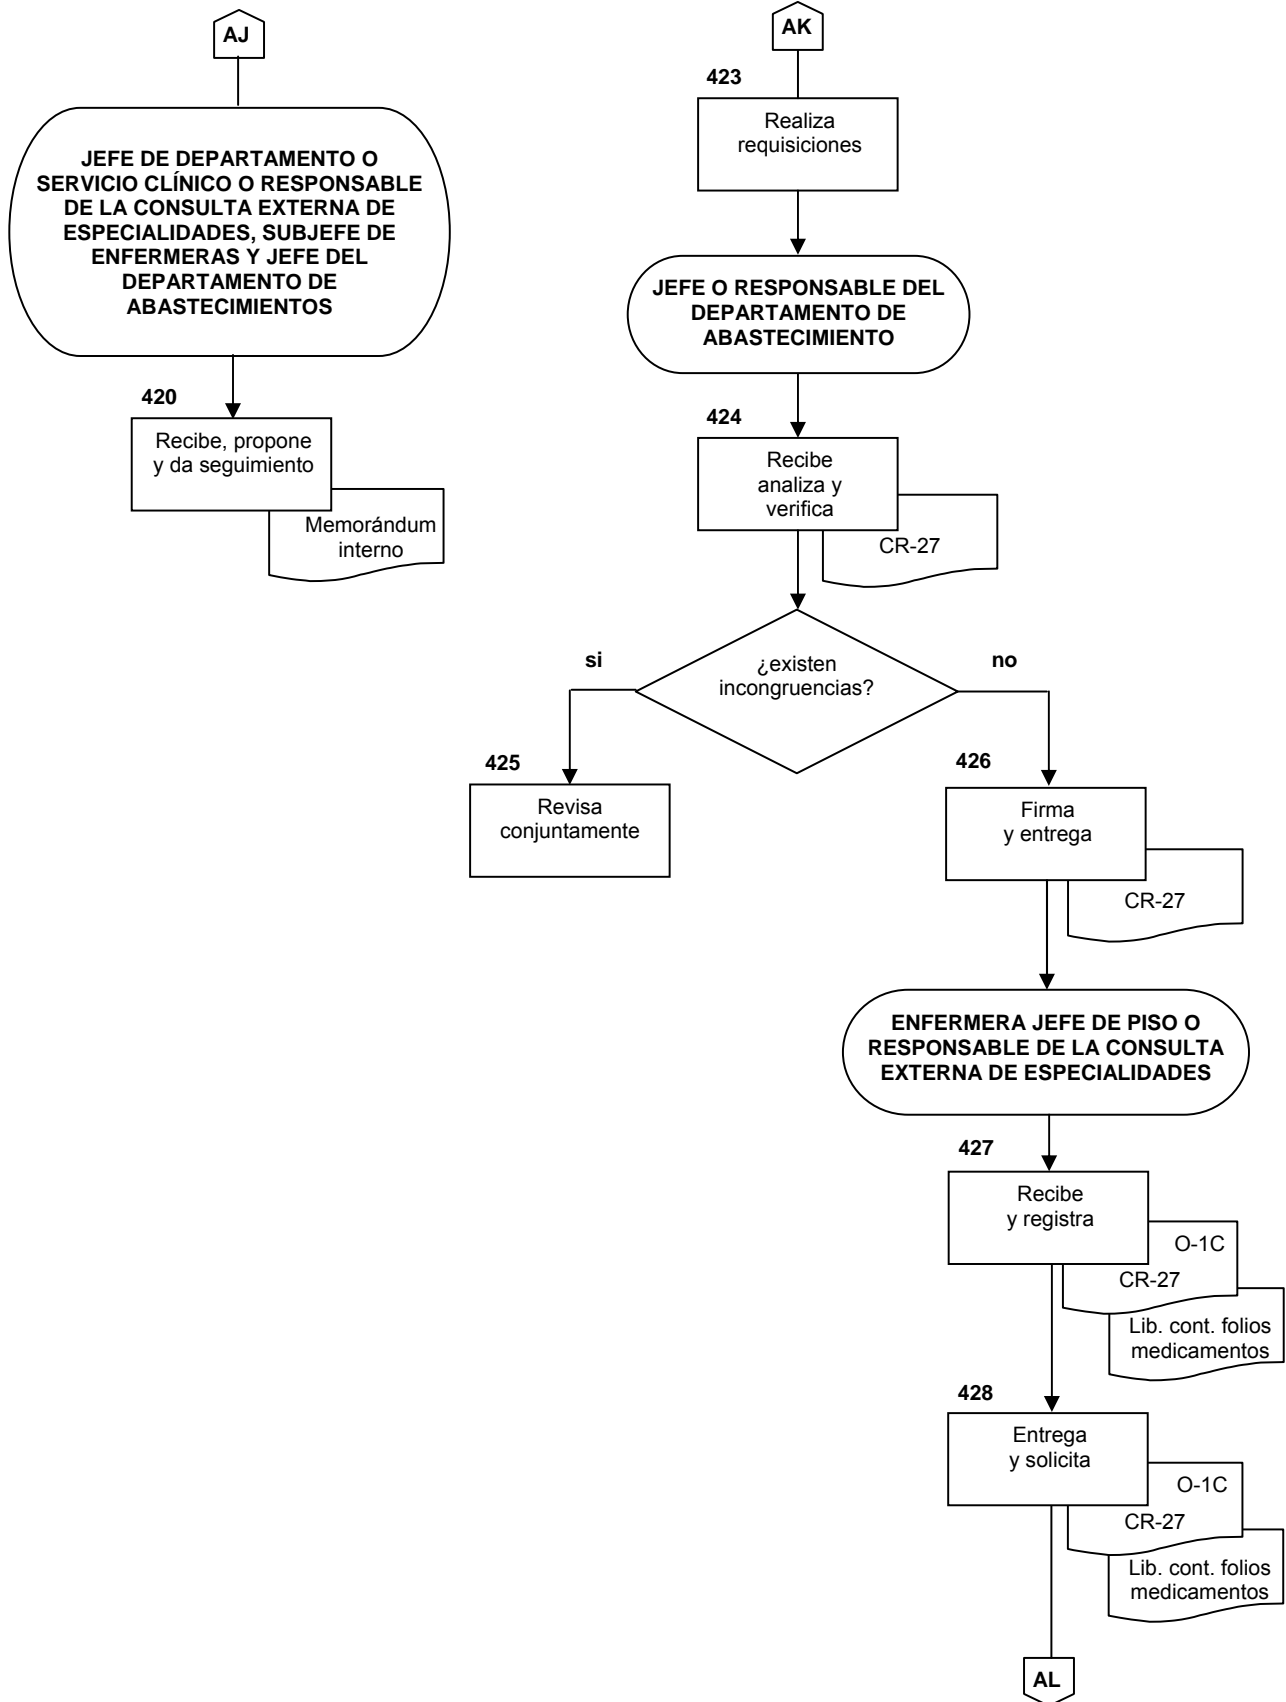 AJ
JEFE DE DEPARTAMENTO O
SERVICIO CLÍNICO O RESPONSABLE
DE LA CONSULTA EXTERNA DE
ESPECIALIDADES, SUBJEFE DE
ENFERMERAS Y JEFE DEL
DEPARTAMENTO DE
ABASTECIMIENTOS
420
Recibe, propone
y da seguimiento
Memorándum
interno
AK
423
Realiza
requisiciones
JEFE O RESPONSABLE DEL
DEPARTAMENTO DE
ABASTECIMIENTO
424
Recibe
analiza y
verifica
CR-27
¿existen
incongruencias?
si
no
425
Revisa
conjuntamente
426
Firma
y entrega
CR-27
ENFERMERA JEFE DE PISO O
RESPONSABLE DE LA CONSULTA
EXTERNA DE ESPECIALIDADES
427
Recibe
y registra
O-1C
CR-27
Lib. cont. folios
medicamentos
428
Entrega
y solicita
O-1C
CR-27
Lib. cont. folios
medicamentos
AL